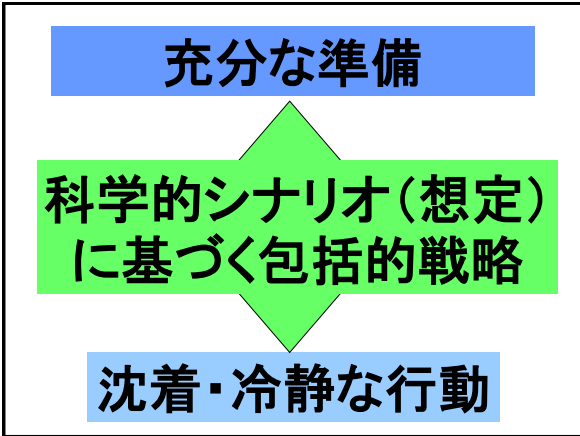 充分な準備
科学的シナリオ（想定）
に基づく包括的戦略
沈着・冷静な行動